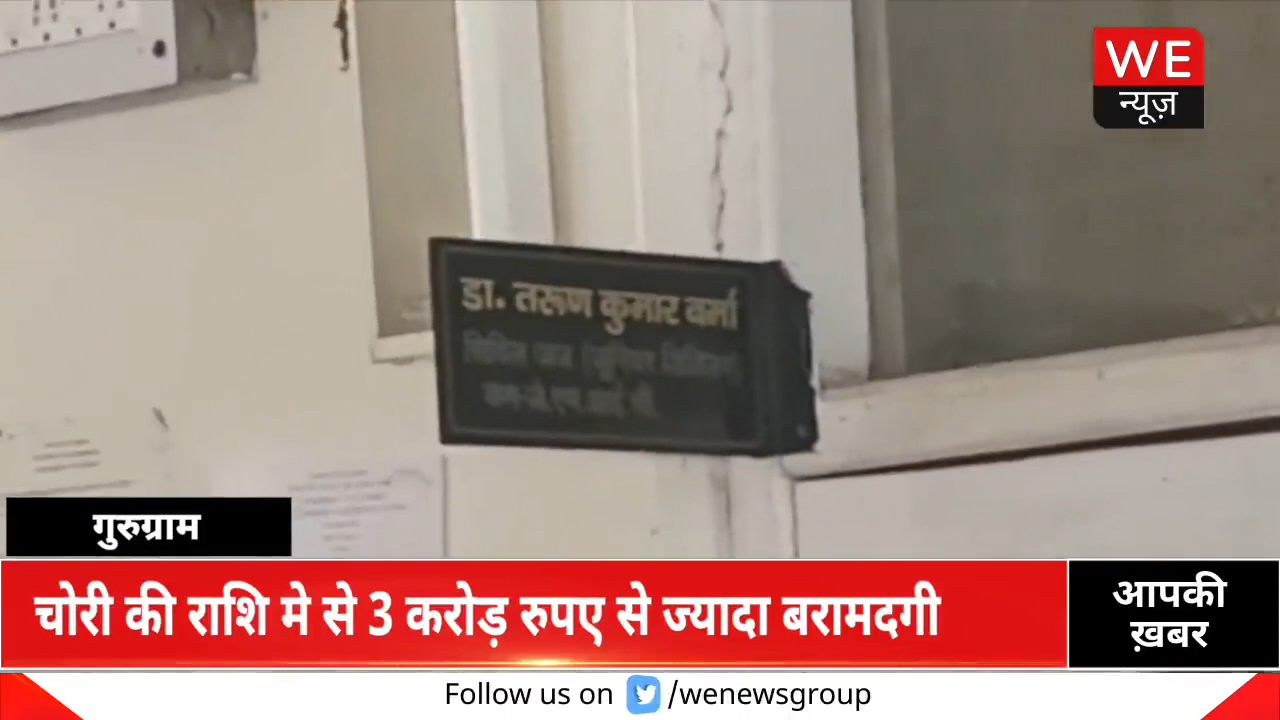 WE
न्यूज़
डा. तरूण कुमार वर्मा
गुरुग्राम
चोरी की राशि मे से 3 करोड़ रुपए से ज्यादा बरामदगी
आपकी
ख़बर
Follow us on /wenewsgroup